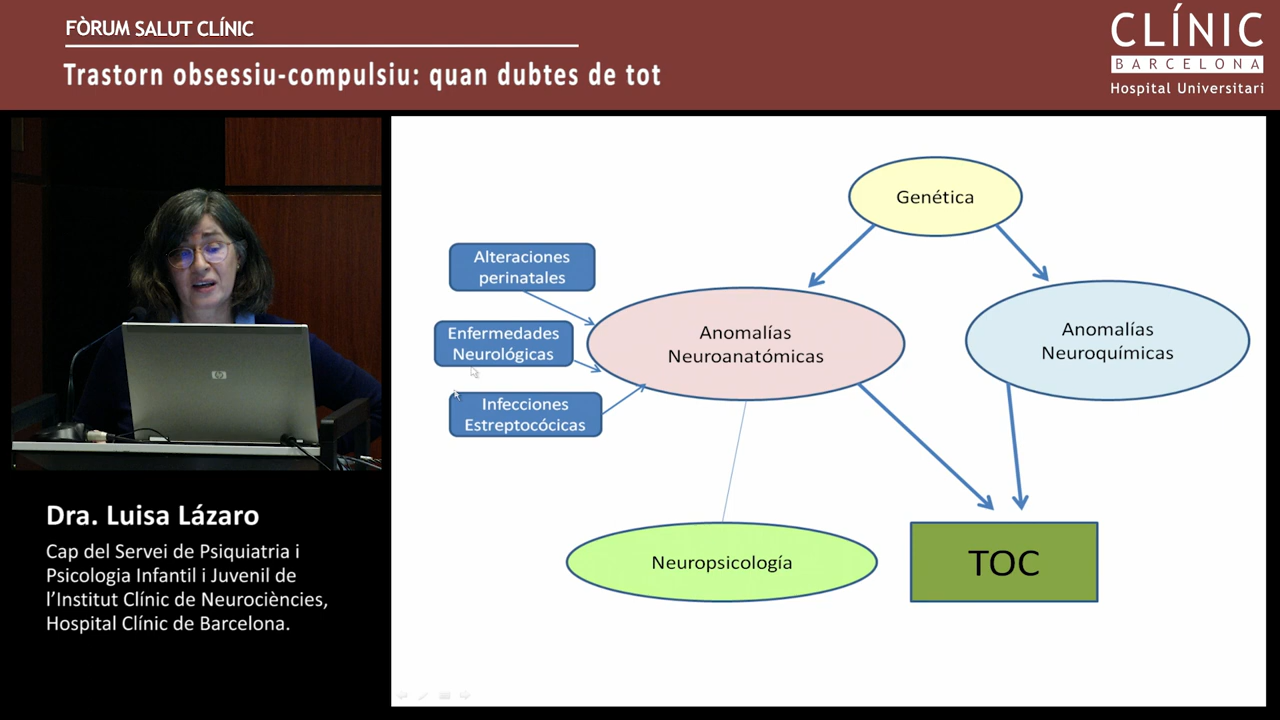 FÒRUM SALUT CLÍNIC
Trastorn obsessiu-compulsiu: quan dubtes de tot
CLÍNIC
BARCELONA
Hospital Universitari
Genética
Alteraciones
perinatales
Enfermedades
Neurológicas
Infecciones
Estreptocócicas
Anomalías
Neuroanatómicas
Anomalías
Neuroquímicas
Neuropsicología
TOC
hp
Dra. Luisa Lázaro
Cap del Servei de Psiquiatria i
Psicologia Infantil i Juvenil de
l’Institut Clínic de Neurociències,
Hospital Clínic de Barcelona.